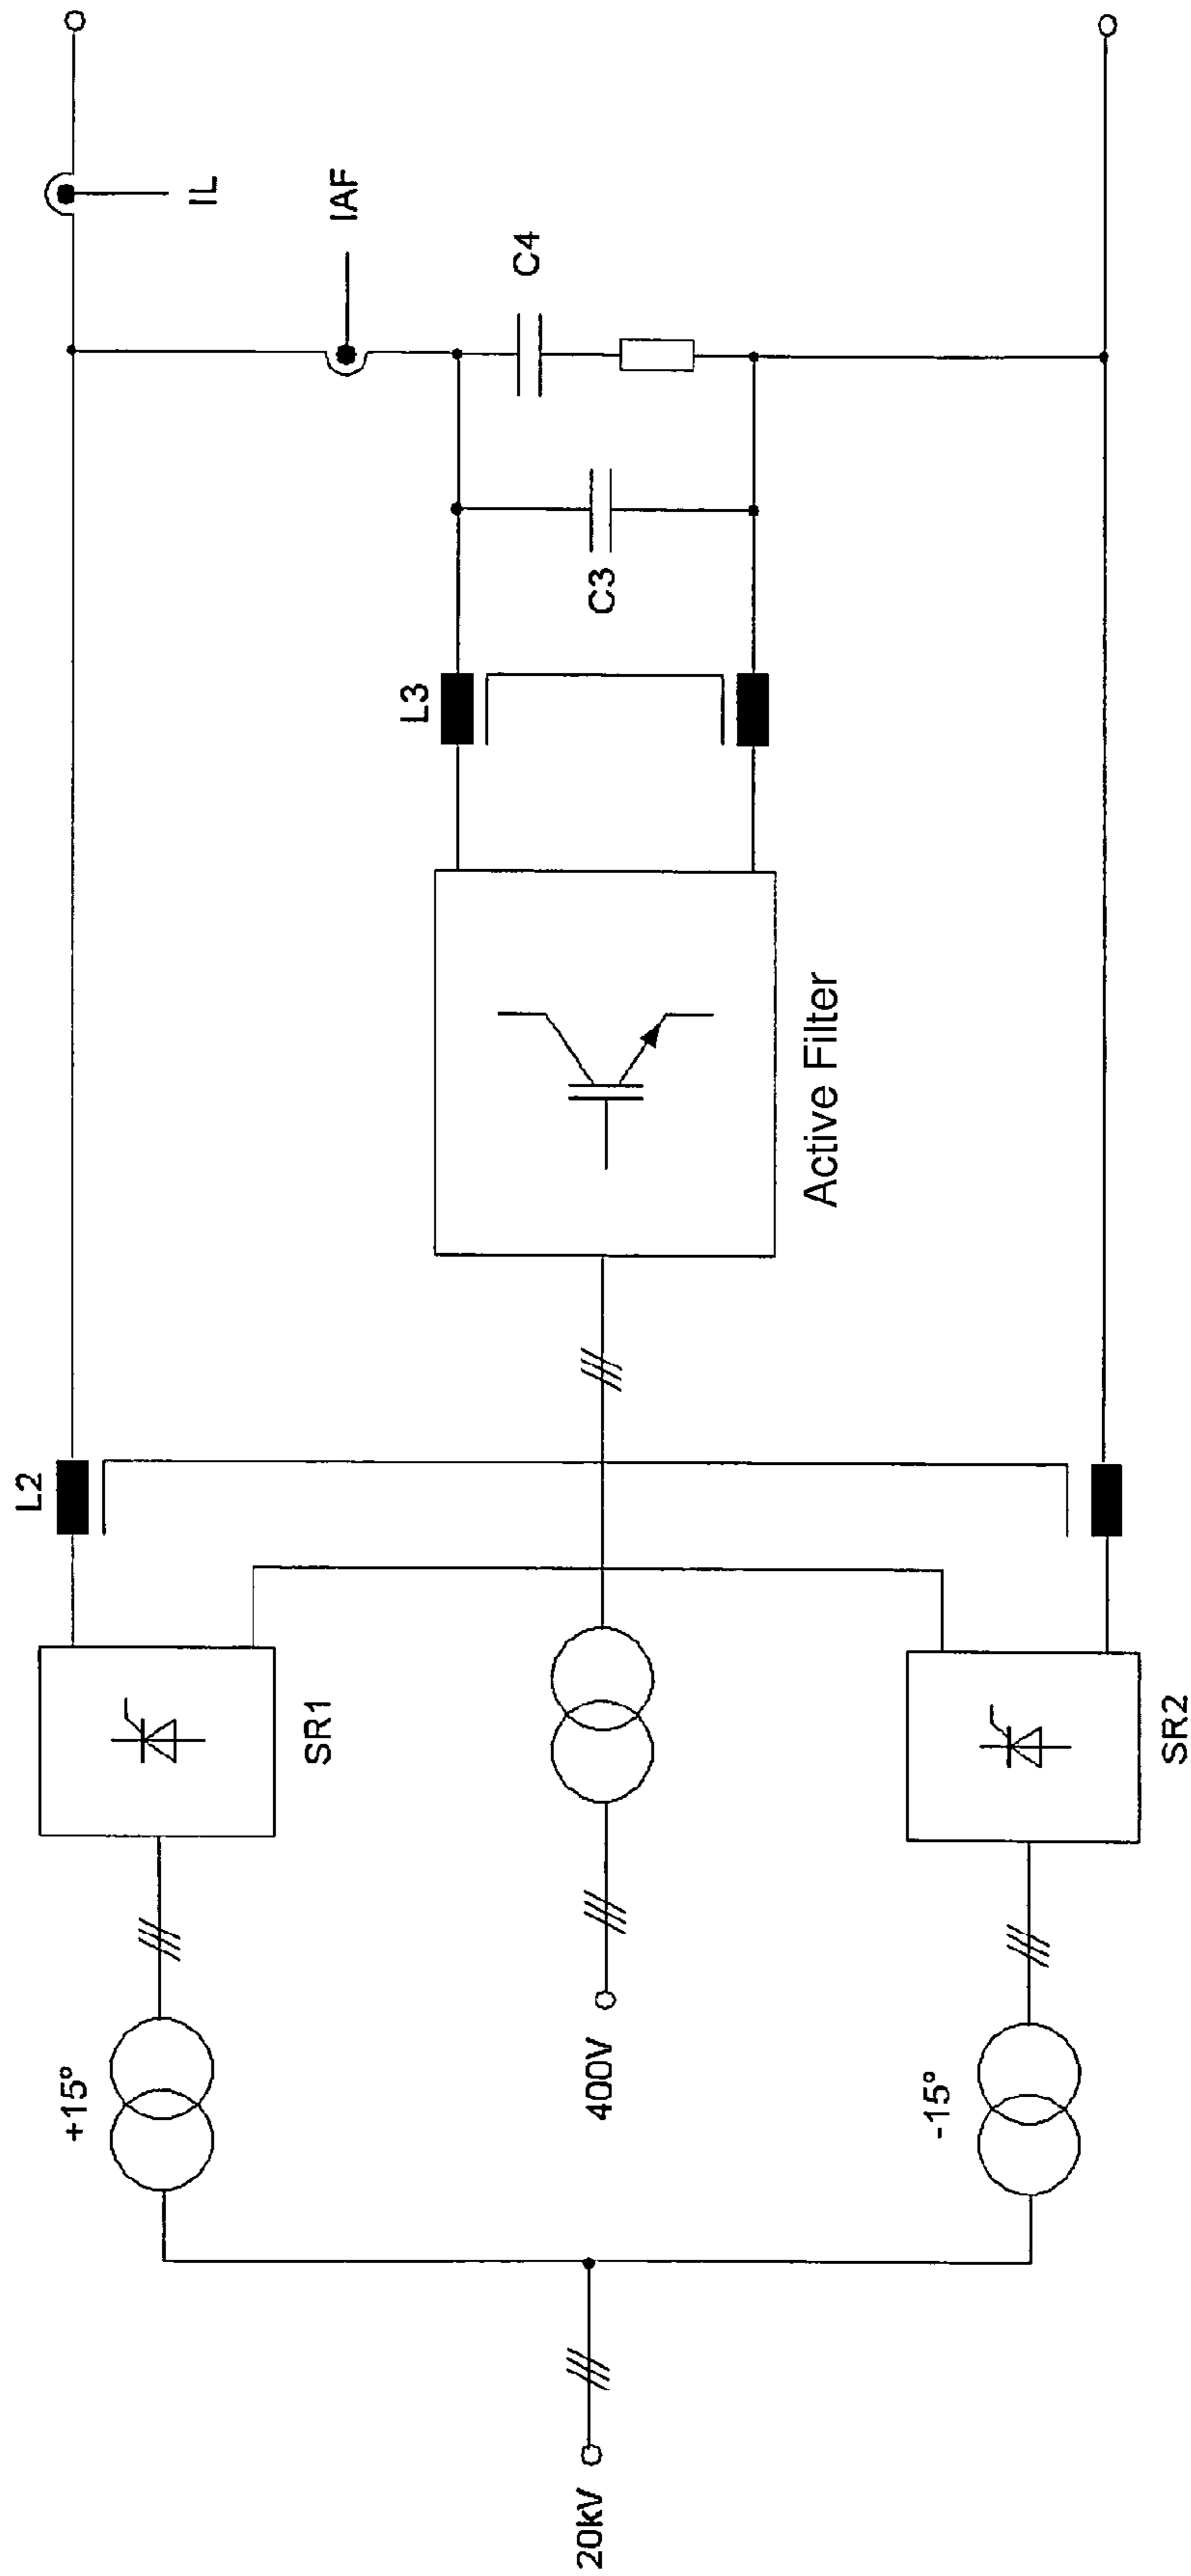 IL
IAF
C4
C3
L3
Active Filter
L2
SR1
SR2
+15°
400V
-15°
20kV